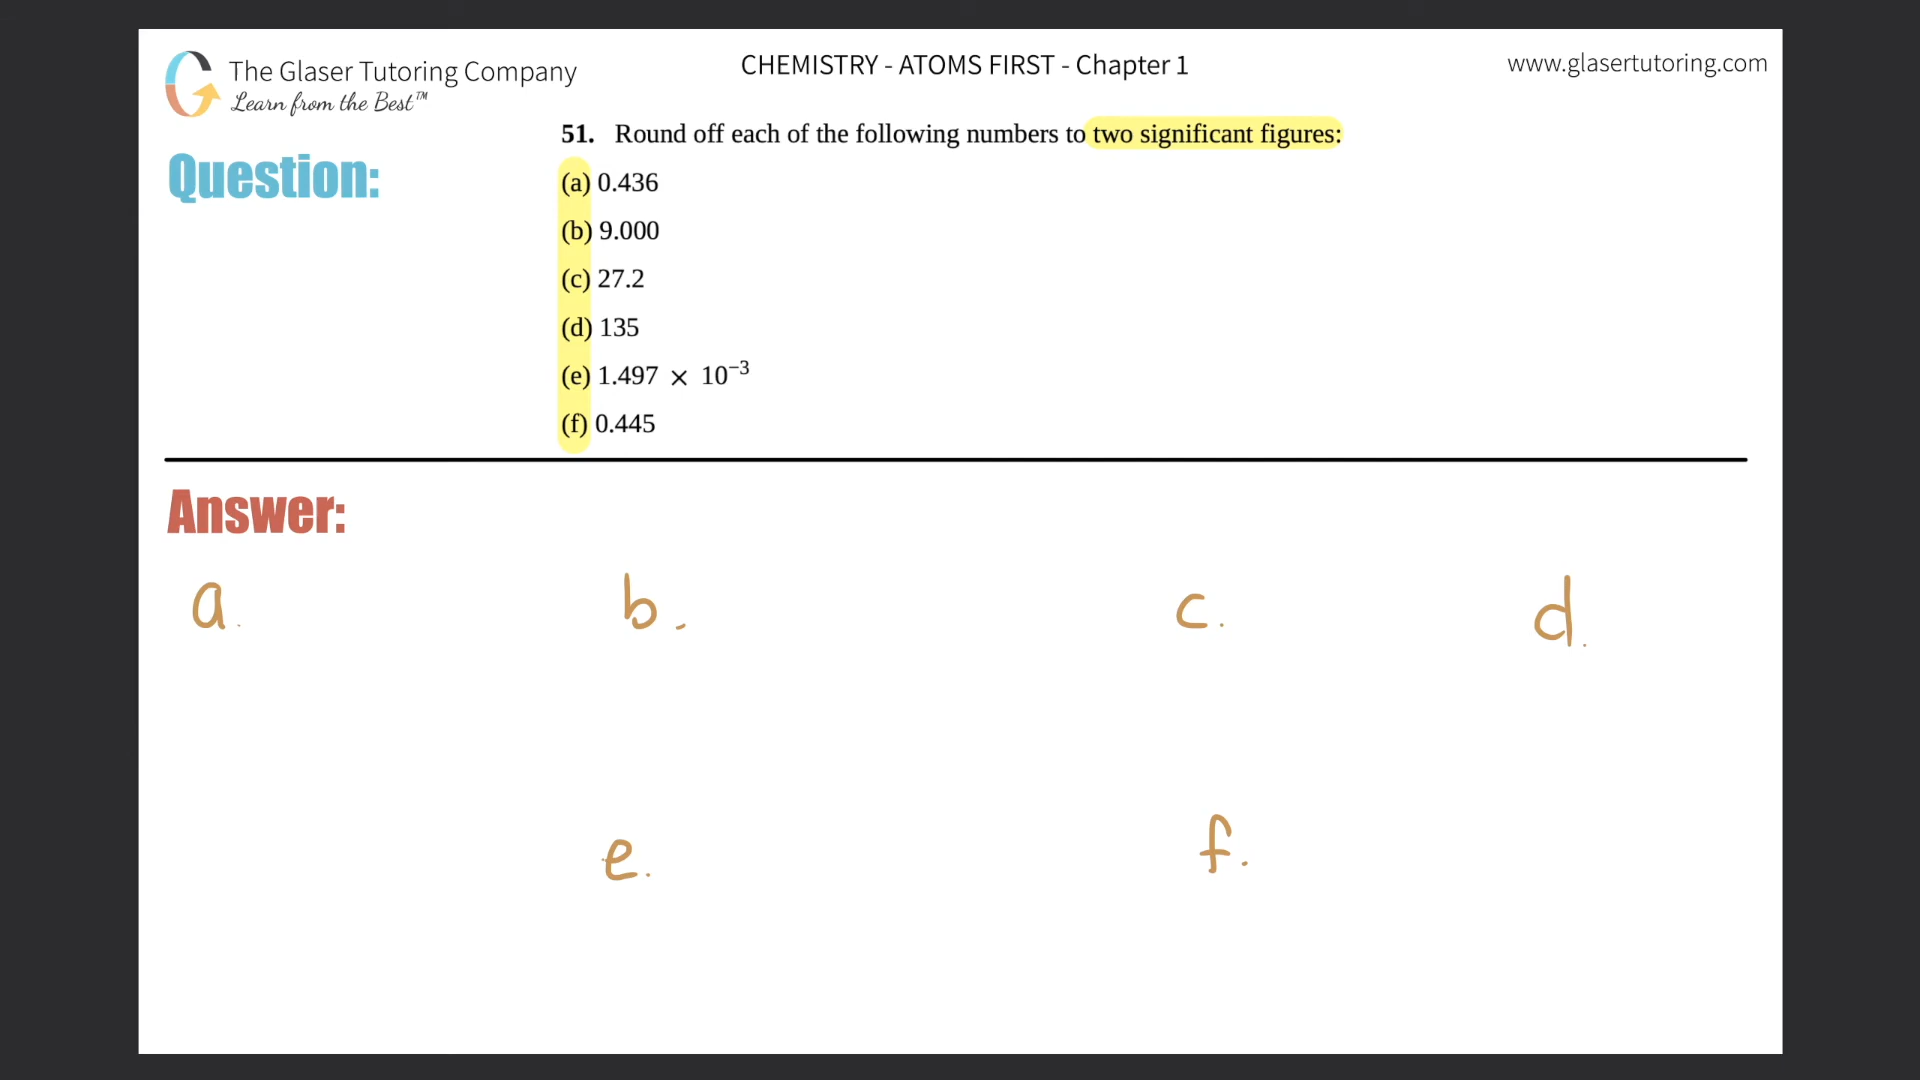 The Glaser Tutoring Company
Learn from the Best™
CHEMISTRY - ATOMS FIRST - Chapter 1
www.glasertutoring.com
Question:
51. Round off each of the following numbers to two significant figures:
(a) 0.436
(b) 9.000
(c) 27.2
(d) 135
(e) 1.497 × 10⁻³
(f) 0.445
Answer:
a.
b.
c.
d.
e.
f.